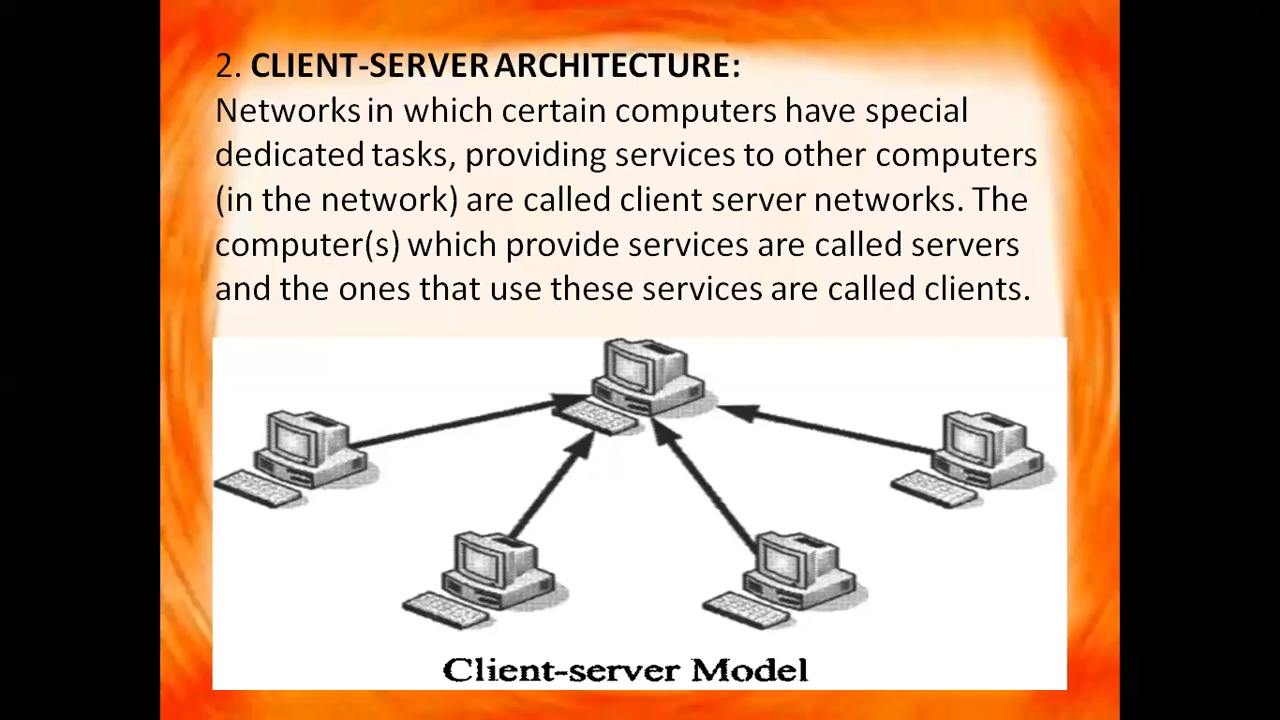 2. CLIENT-SERVER ARCHITECTURE:
Networks in which certain computers have special
dedicated tasks, providing services to other computers
(in the network) are called client server networks. The
computer(s) which provide services are called servers
and the ones that use these services are called clients.
Client-server Model